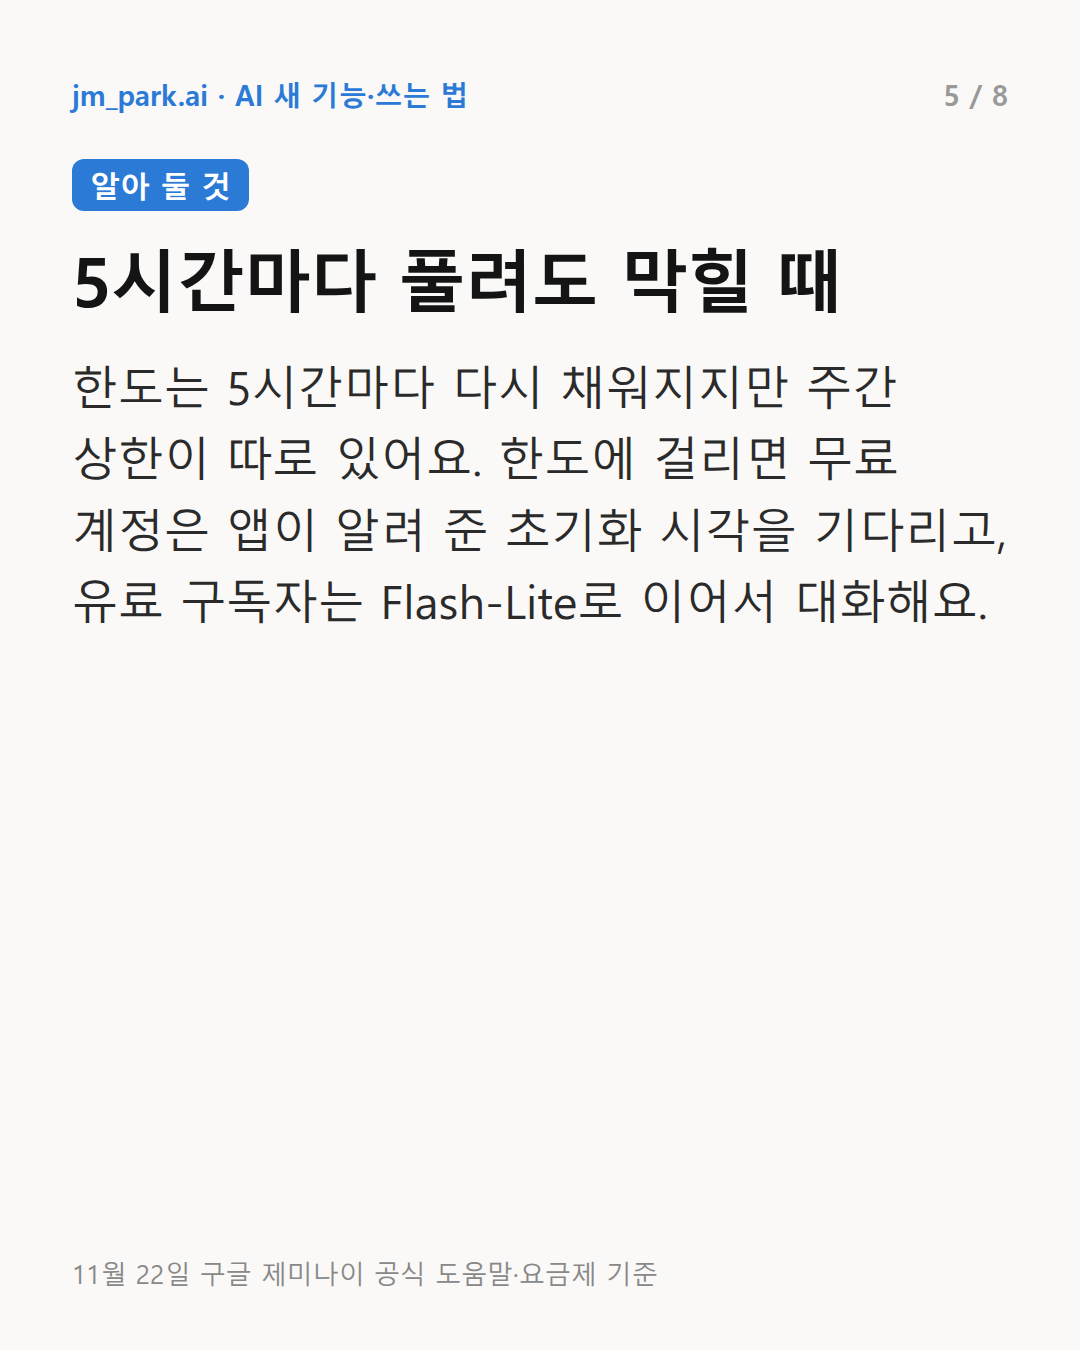 jm_park.ai · AI 새 기능·쓰는 법
5 / 8
알아 둘 것
5시간마다 풀려도 막힐 때
한도는 5시간마다 다시 채워지지만 주간
상한이 따로 있어요. 한도에 걸리면 무료
계정은 앱이 알려 준 초기화 시각을 기다리고,
유료 구독자는 Flash-Lite로 이어서 대화해요.
11월 22일 구글 제미나이 공식 도움말·요금제 기준